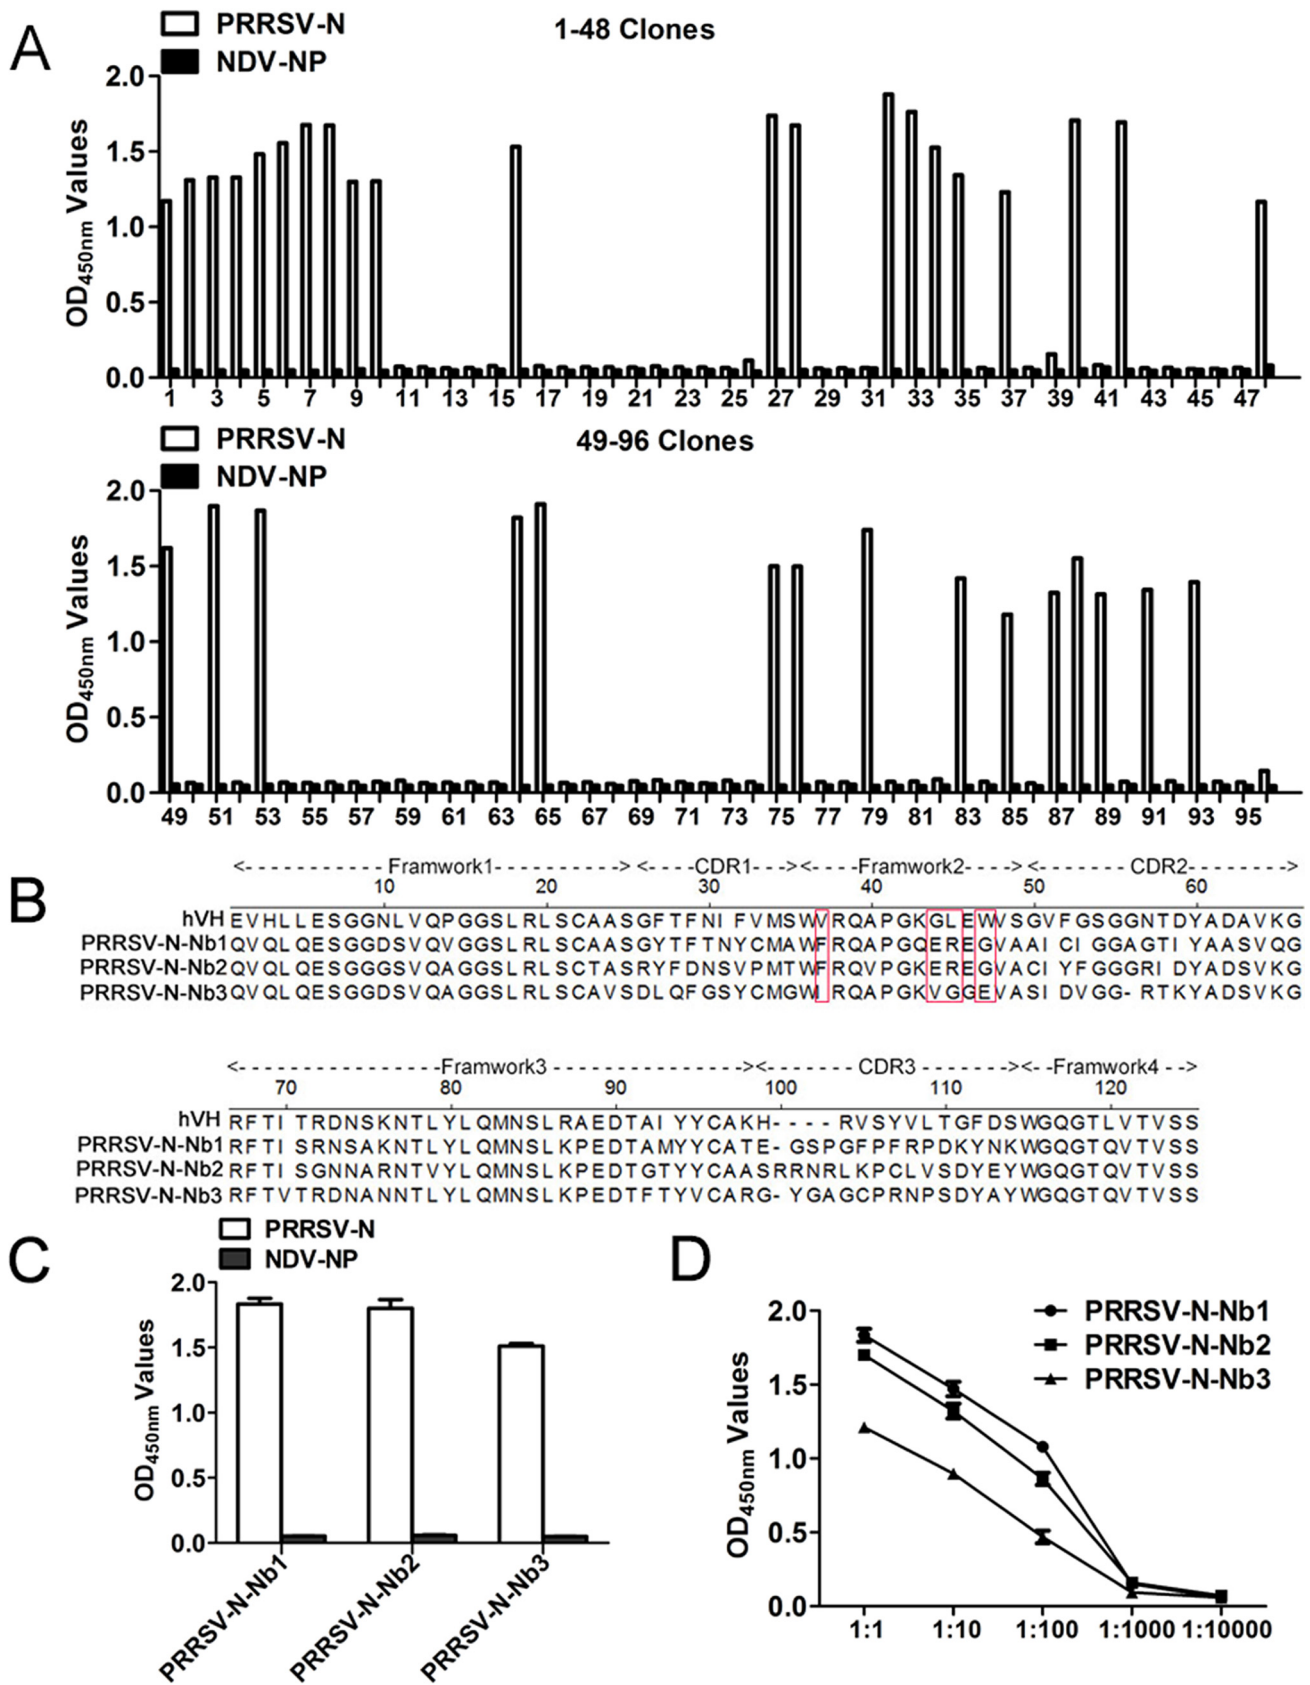 A
PRRSV-N
NDV-NP
1-48 Clones
OD450nm Values
2.0
1.5
1.0
0.5
0.0
1 3 5 7 9 11 13 15 17 19 21 23 25 27 29 31 33 35 37 39 41 43 45 47
PRRSV-N
NDV-NP
49-96 Clones
OD450nm Values
2.0
1.5
1.0
0.5
0.0
49 51 53 55 57 59 61 63 65 67 69 71 73 75 77 79 81 83 85 87 89 91 93 95
B
<- - - - - - - - - -Framwork1- - - - - - - - -> <- - -CDR1- - -> <- - -Framwork2- - - -> <- - - - - -CDR2- - - - - - ->
10 20 30 40 50 60
hVH EVHLLESGGNLVQPGGSLRLSCAASGFTFNIFVMSWVRQAPGKGLEWVSGVFGSGGNTDYADAVKG
PRRSV-N-Nb1 QVQLQESGGDSVQVGGSLRLSCAASGYTFTNYCMAWFRQAPGQEREGVAAICIGGAGTIYAASVQG
PRRSV-N-Nb2 QVQLQESGGGSVQAGGSLRLSCTASRYFDNSVPMTWFRQVPGKEREGVACIYFGGGRIDYADSVKG
PRRSV-N-Nb3 QVQLQESGGDSVQAGGSLRLSCAVSDLQFGSYCMGWIRQAPGKVGGEVASIDVGG-RTKYADSVKG
<- - - - - - - - - - - -Framwork3 - - - - - - - - - - - -><- - - - - - CDR3 - - - - - - -><- -Framwork4 - -->
70 80 90 100 110 120
hVH RFTITRDNSKNTLYLQMNSLRAEDTAIYYCAKH----RVSYVLTGFDSWGQGTLVTVSS
PRRSV-N-Nb1 RFTISRNSARNTLYLQMNSLKPEDTAMYYCATE-GSPGFPFRPDKYNKWGQGTQVTVSS
PRRSV-N-Nb2 RFTISGNNARNTVYLQMNSLKPEDTGTYYCASRRNRLKPCLVSDYEYWGQGTQVTVSS
PRRSV-N-Nb3 RFTVTRDNANNTLYLQMNSLKPEDTFTYVCARG-YGAGCPRNPSDYAYWGQGTQVTVSS
C
PRRSV-N
NDV-NP
OD450nm Values
2.0
1.5
1.0
0.5
0.0
PRRSV-N-Nb1
PRRSV-N-Nb2
PRRSV-N-Nb3
D
PRRSV-N-Nb1
PRRSV-N-Nb2
PRRSV-N-Nb3
OD450nm Values
2.0
1.5
1.0
0.5
0.0
1:1 1:10 1:100 1:1000 1:10000